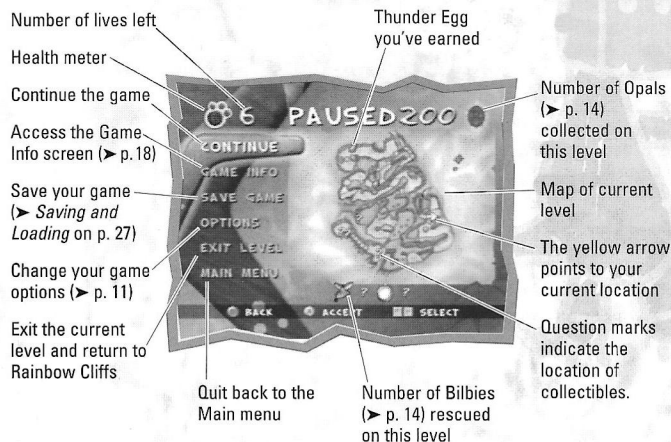 Number of lives left
Health meter
Continue the game
Access the Game
Info screen (➤ p.18)
Save your game
(➤ Saving and
Loading on p. 27)
Change your game
options (➤ p. 11)
Exit the current
level and return to
Rainbow Cliffs
Thunder Egg
you've earned
6 PAUSED 200
CONTINUE
GAME INFO
SAVE GAME
OPTIONS
EXIT LEVEL
MAIN MENU
? ?
BACK ACCEPT SELECT
Quit back to the
Main menu
Number of Bilbies
(➤ p. 14) rescued
on this level
Number of Opals
(➤ p. 14)
collected on
this level
Map of current
level
The yellow arrow
points to your
current location
Question marks
indicate the
location of
collectibles.